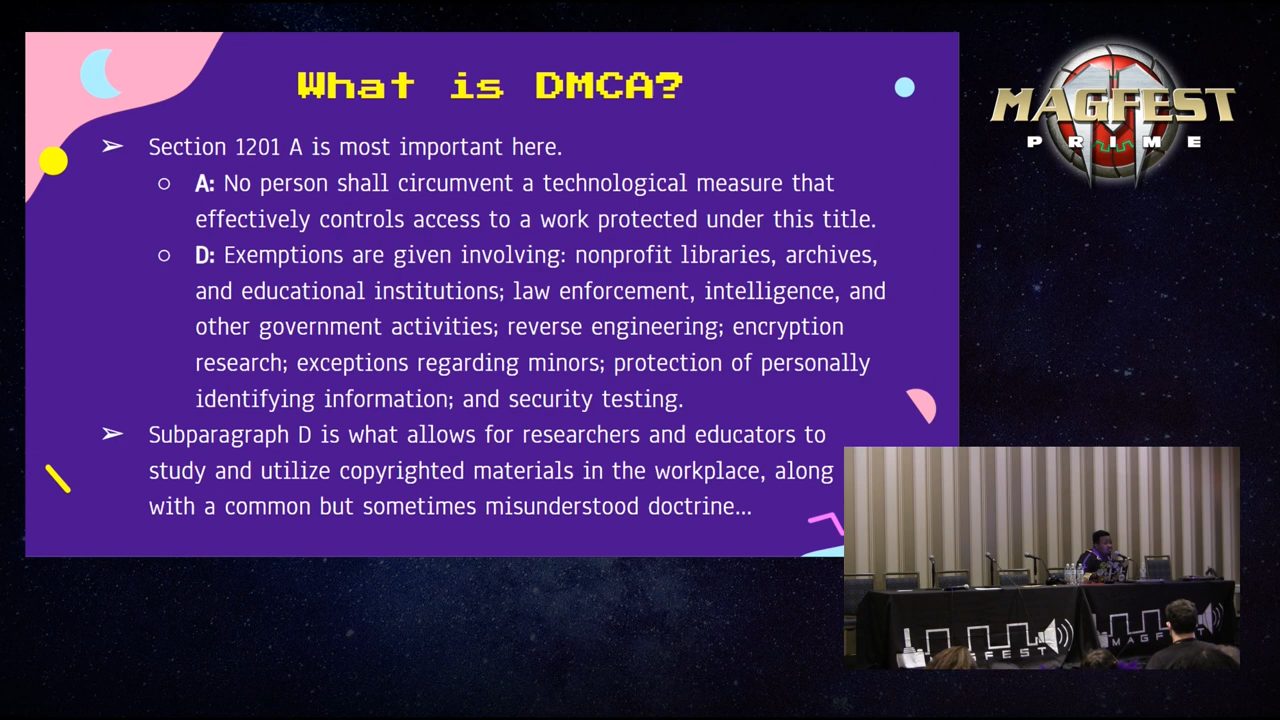 What is DMCA?
➢ Section 1201 A is most important here.
○ A: No person shall circumvent a technological measure that
effectively controls access to a work protected under this title.
○ D: Exemptions are given involving: nonprofit libraries, archives,
and educational institutions; law enforcement, intelligence, and
other government activities; reverse engineering; encryption
research; exceptions regarding minors; protection of personally
identifying information; and security testing.
➢ Subparagraph D is what allows for researchers and educators to
study and utilize copyrighted materials in the workplace, along
with a common but sometimes misunderstood doctrine...
MAGFEST
PRIME
MAGFEST
MAGFEST